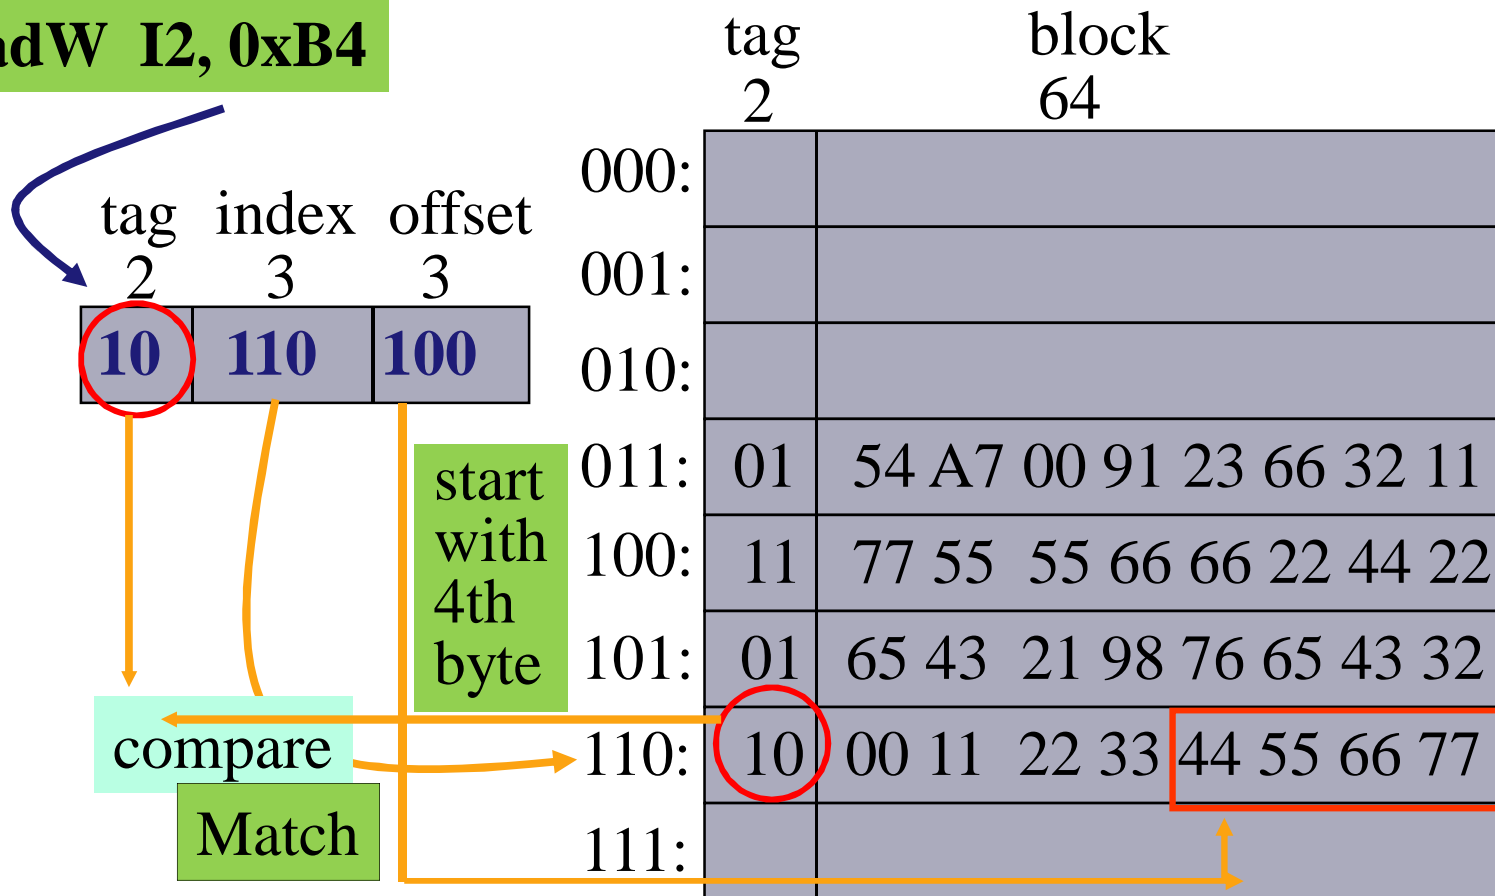 adW I2, 0xB4
tag index offset
2 3 3
10 110 100
start
with
4th
byte
compare
Match
tag block
2 64
000:
001:
010:
011: 01 54 A7 00 91 23 66 32 11
100: 11 77 55 55 66 66 22 44 22
101: 01 65 43 21 98 76 65 43 32
110: 10 00 11 22 33 44 55 66 77
111: